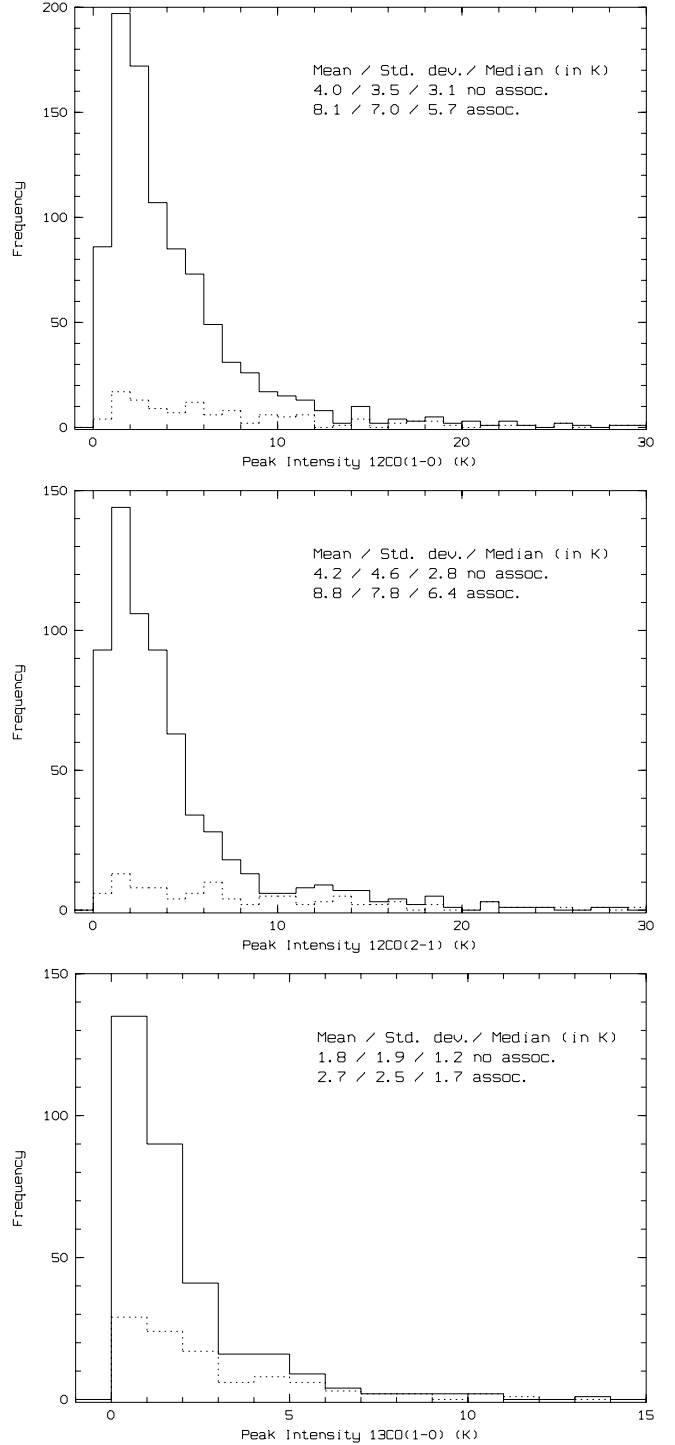 200
150
100
50
0
Frequency
Mean / Std. dev./ Median (in K)
4.0 / 3.5 / 3.1 no assoc.
8.1 / 7.0 / 5.7 assoc.
0 10 20 30
Peak Intensity 12CO(1-0) (K)
150
100
50
0
Frequency
Mean / Std. dev./ Median (in K)
4.2 / 4.6 / 2.8 no assoc.
8.8 / 7.8 / 6.4 assoc.
0 10 20 30
Peak Intensity 12CO(2-1) (K)
150
100
50
0
Frequency
Mean / Std. dev./ Median (in K)
1.8 / 1.9 / 1.2 no assoc.
2.7 / 2.5 / 1.7 assoc.
0 5 10 15
Peak Intensity 13CO(1-0) (K)